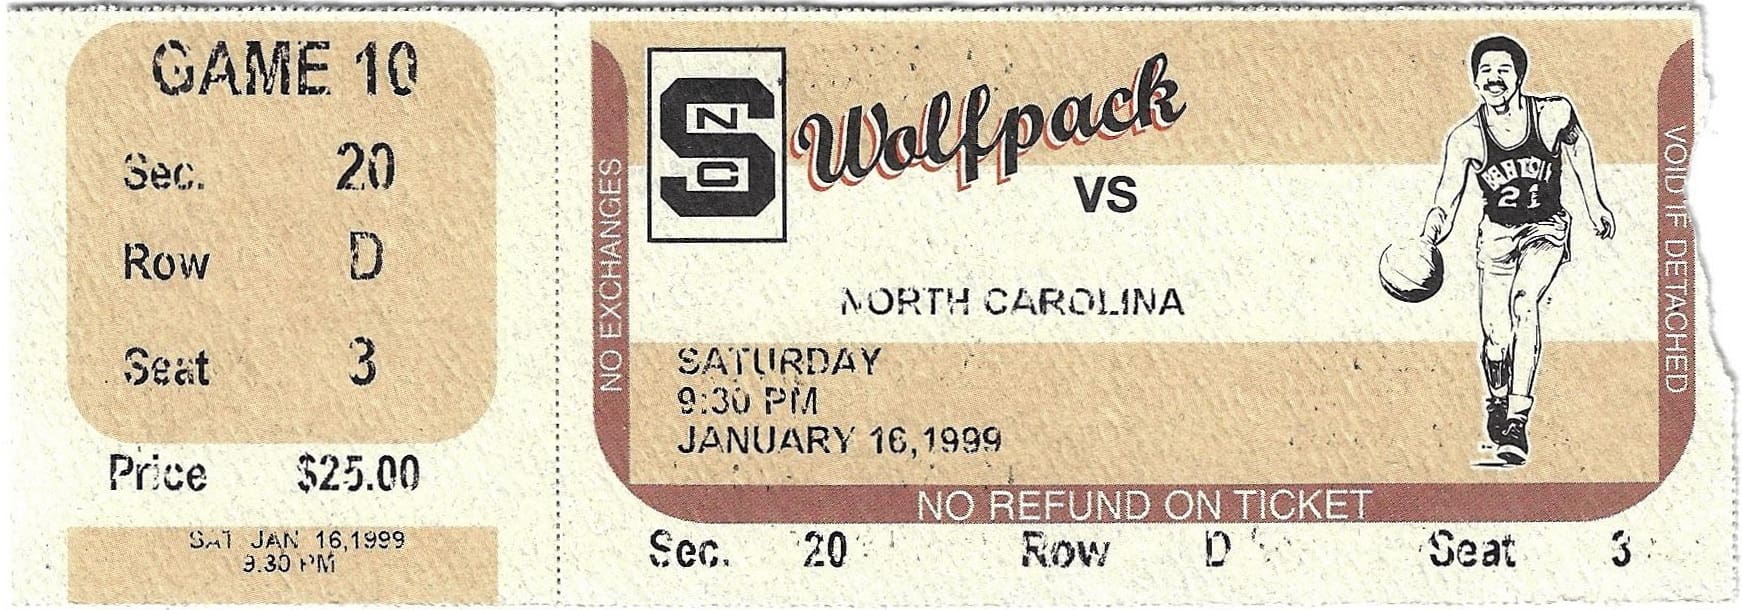 GAME 10
Sec. 20
Row D
Seat 3
Price $25.00
SAT JAN 16,1999
9:30 PM
NO EXCHANGES
NC
S
Wolfpack
VS
NORTH CAROLINA
SATURDAY
9:30 PM
JANUARY 16,1999
21
VOID IF DETACHED
NO REFUND ON TICKET
Sec. 20 Row D Seat 3